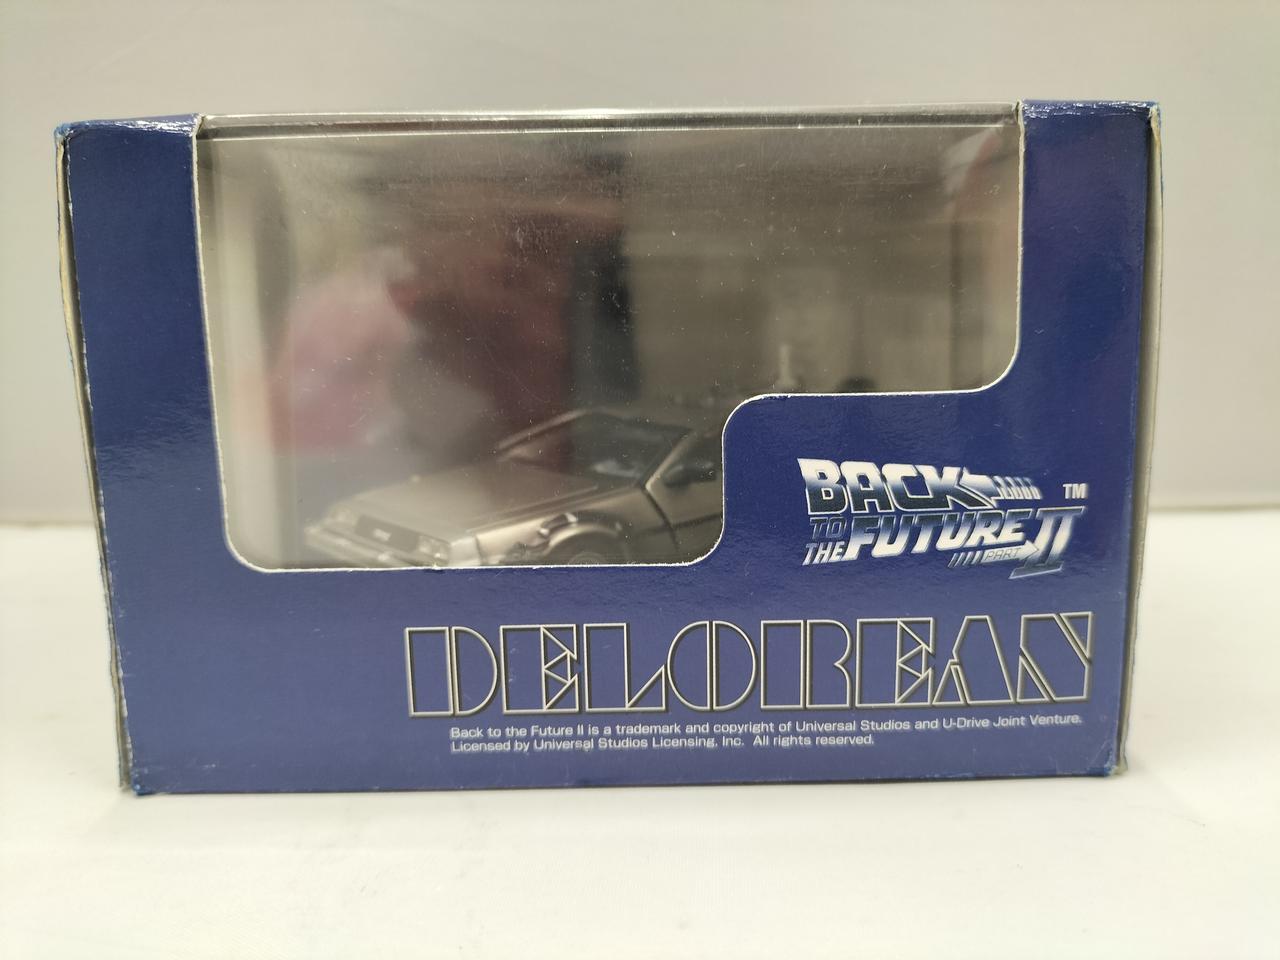 BACK
TO
THE FUTURE
PART II
TM
DELOREAN
Back to the Future II is a trademark and copyright of Universal Studios and U-Drive Joint Venture.
Licensed by Universal Studios Licensing, Inc. All rights reserved.